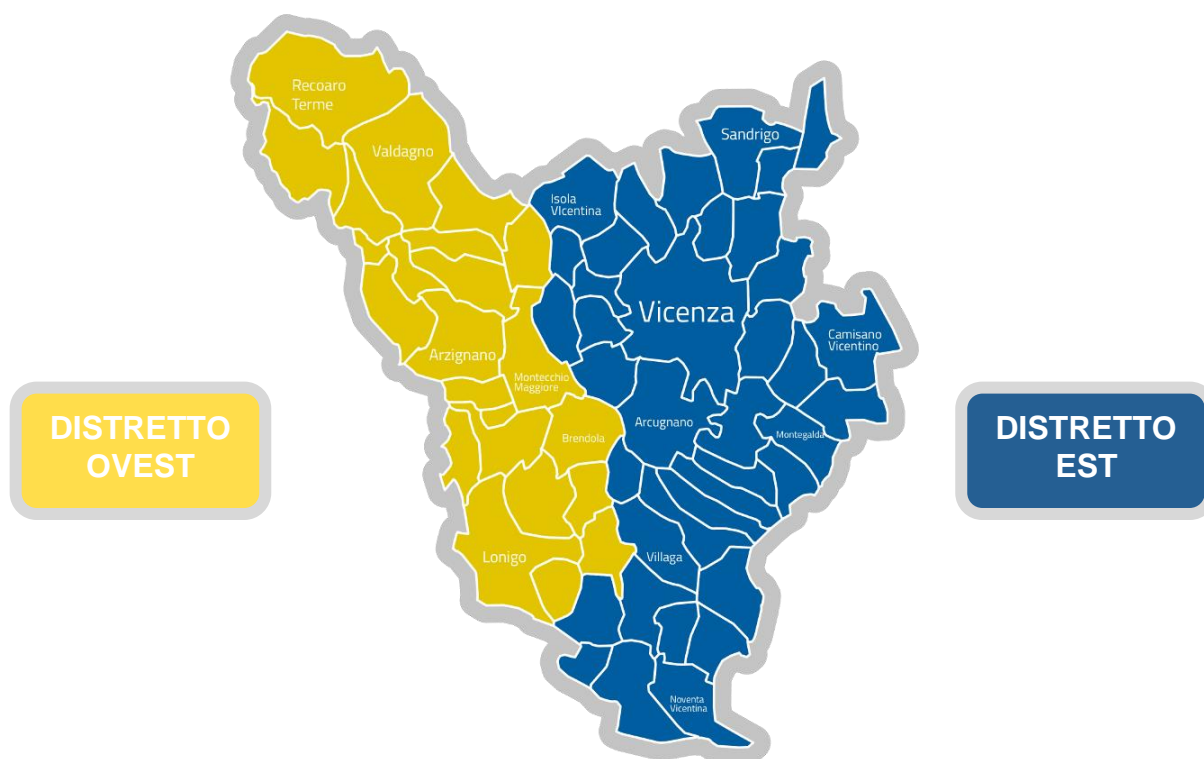 Recoaro
Terme
Valdagno
Sandrigo
Isola
VIcentina
Vicenza
Camisano
Vicentino
Arzignano
Montecchio
Maggiore
DISTRETTO
OVEST
Brendola
Arcugnano
Montegalda
DISTRETTO
EST
Lonigo
Villaga
Noventa
Vicentina